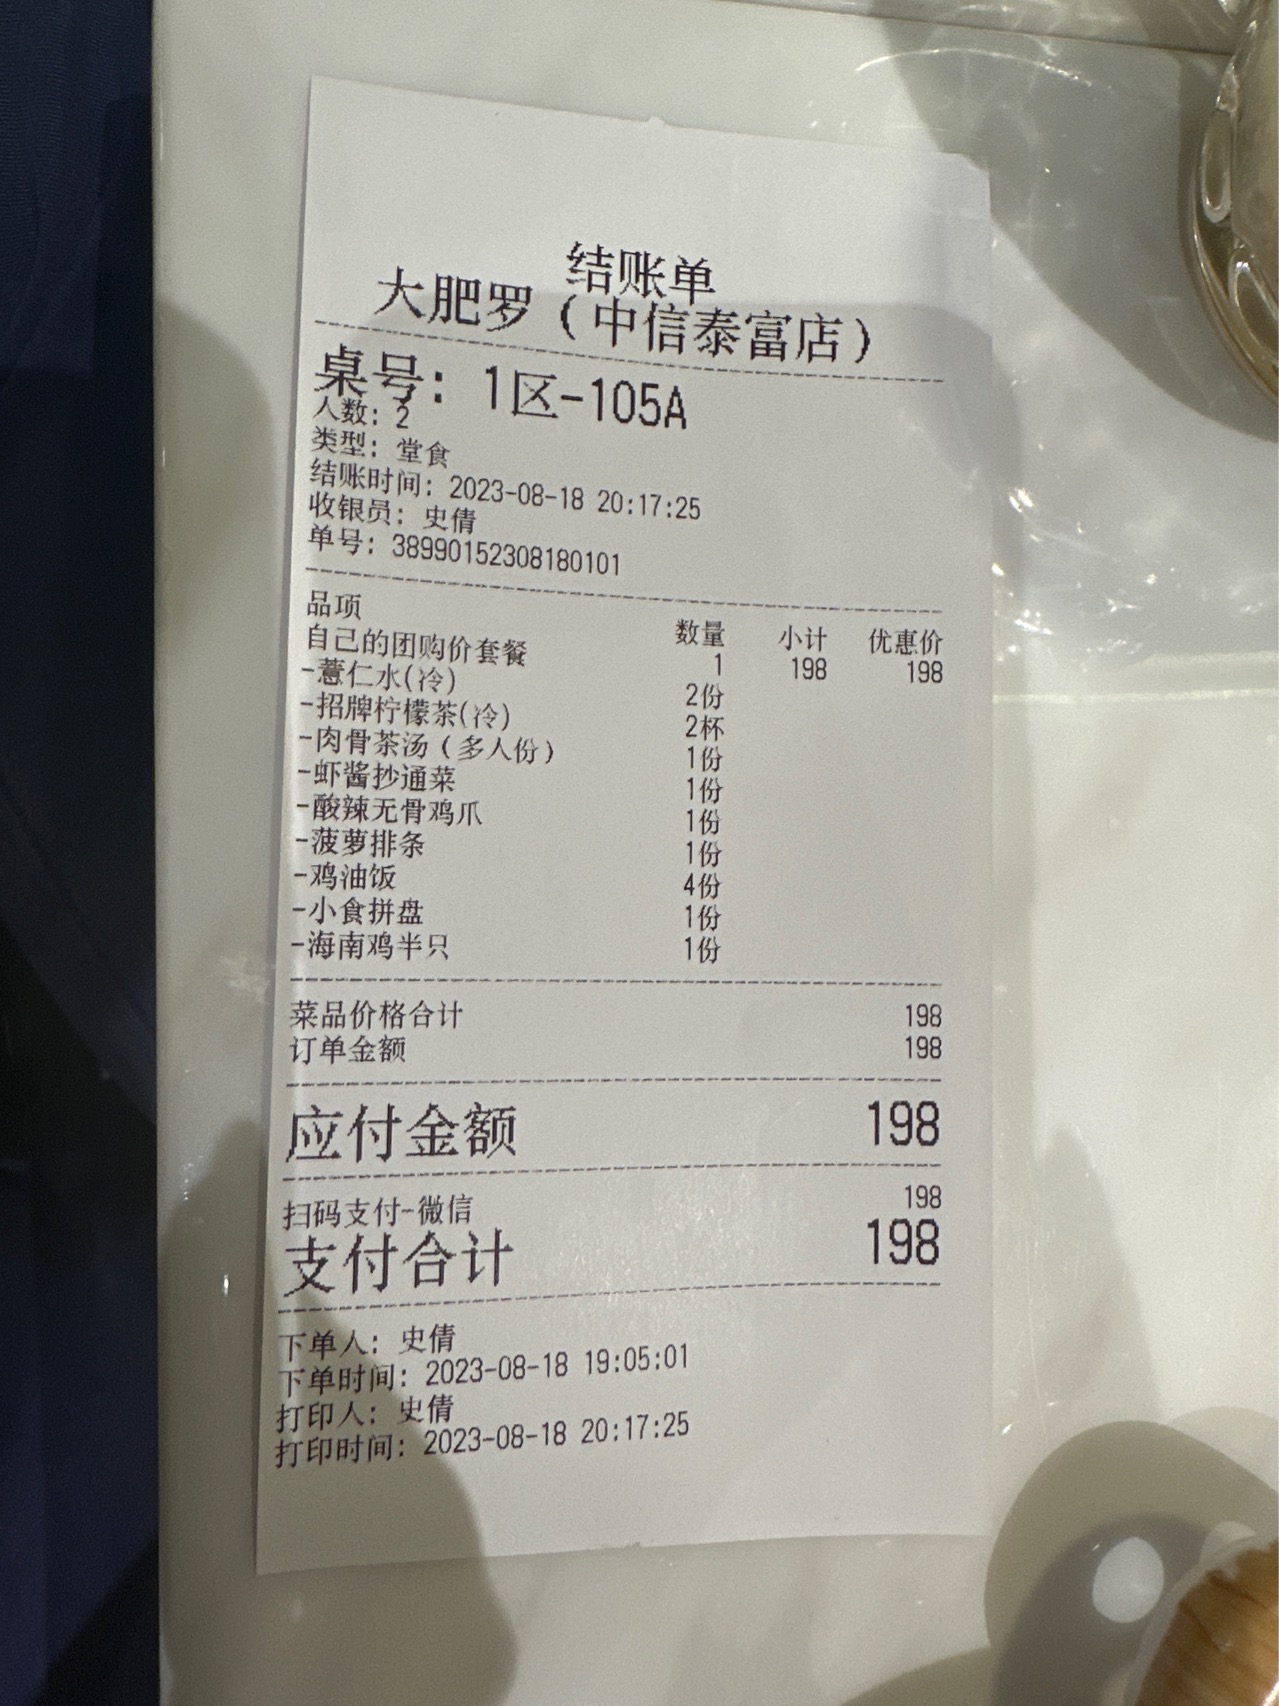 结账单
大肥罗（中信泰富店）
桌号：1区-105A
人数：2
类型：堂食
结账时间：2023-08-18 20:17:25
收银员：史倩
单号：38990152308180101
品项 数量 小计 优惠价
自己的团购价套餐 1 198 198
-薏仁水(冷) 2份
-招牌柠檬茶(冷) 2杯
-肉骨茶汤（多人份） 1份
-虾酱抄通菜 1份
-酸辣无骨鸡爪 1份
-菠萝排条 1份
-鸡油饭 4份
-小食拼盘 1份
-海南鸡半只 1份
菜品价格合计 198
订单金额 198
应付金额 198
扫码支付-微信 198
支付合计 198
下单人：史倩
下单时间：2023-08-18 19:05:01
打印人：史倩
打印时间：2023-08-18 20:17:25